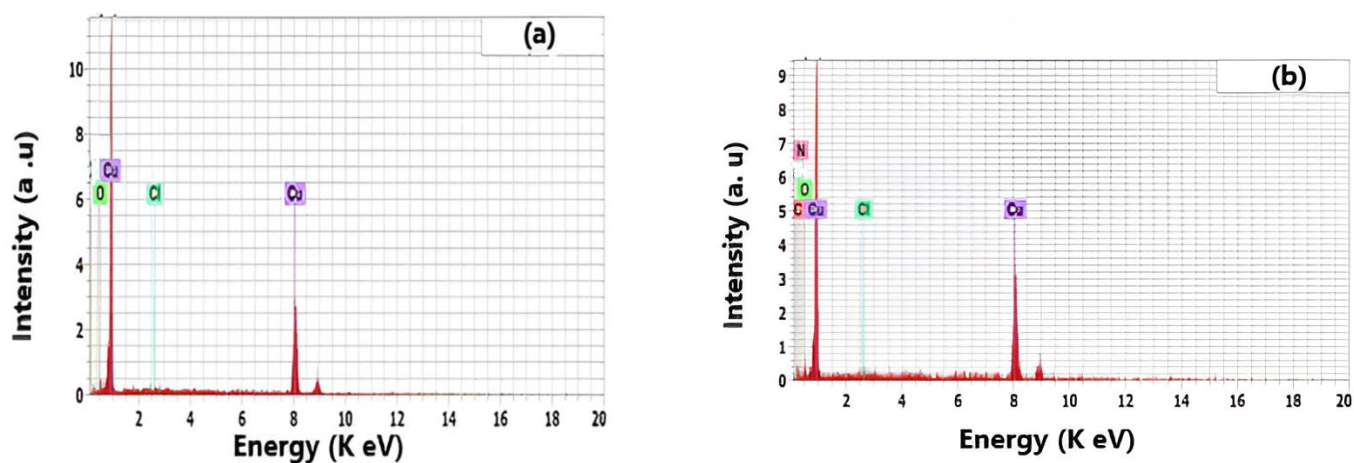 (a)
10
8
6
4
2
0
Cu
O
Cl
Cu
2 4 6 8 10 12 14 16 18 20
Intensity (a .u)
Energy (K eV)
(b)
9
8
7
6
5
4
3
2
1
0
N
O
C Cu Cl Cu
2 4 6 8 10 12 14 16 18 20
Intensity (a. u)
Energy (K eV)